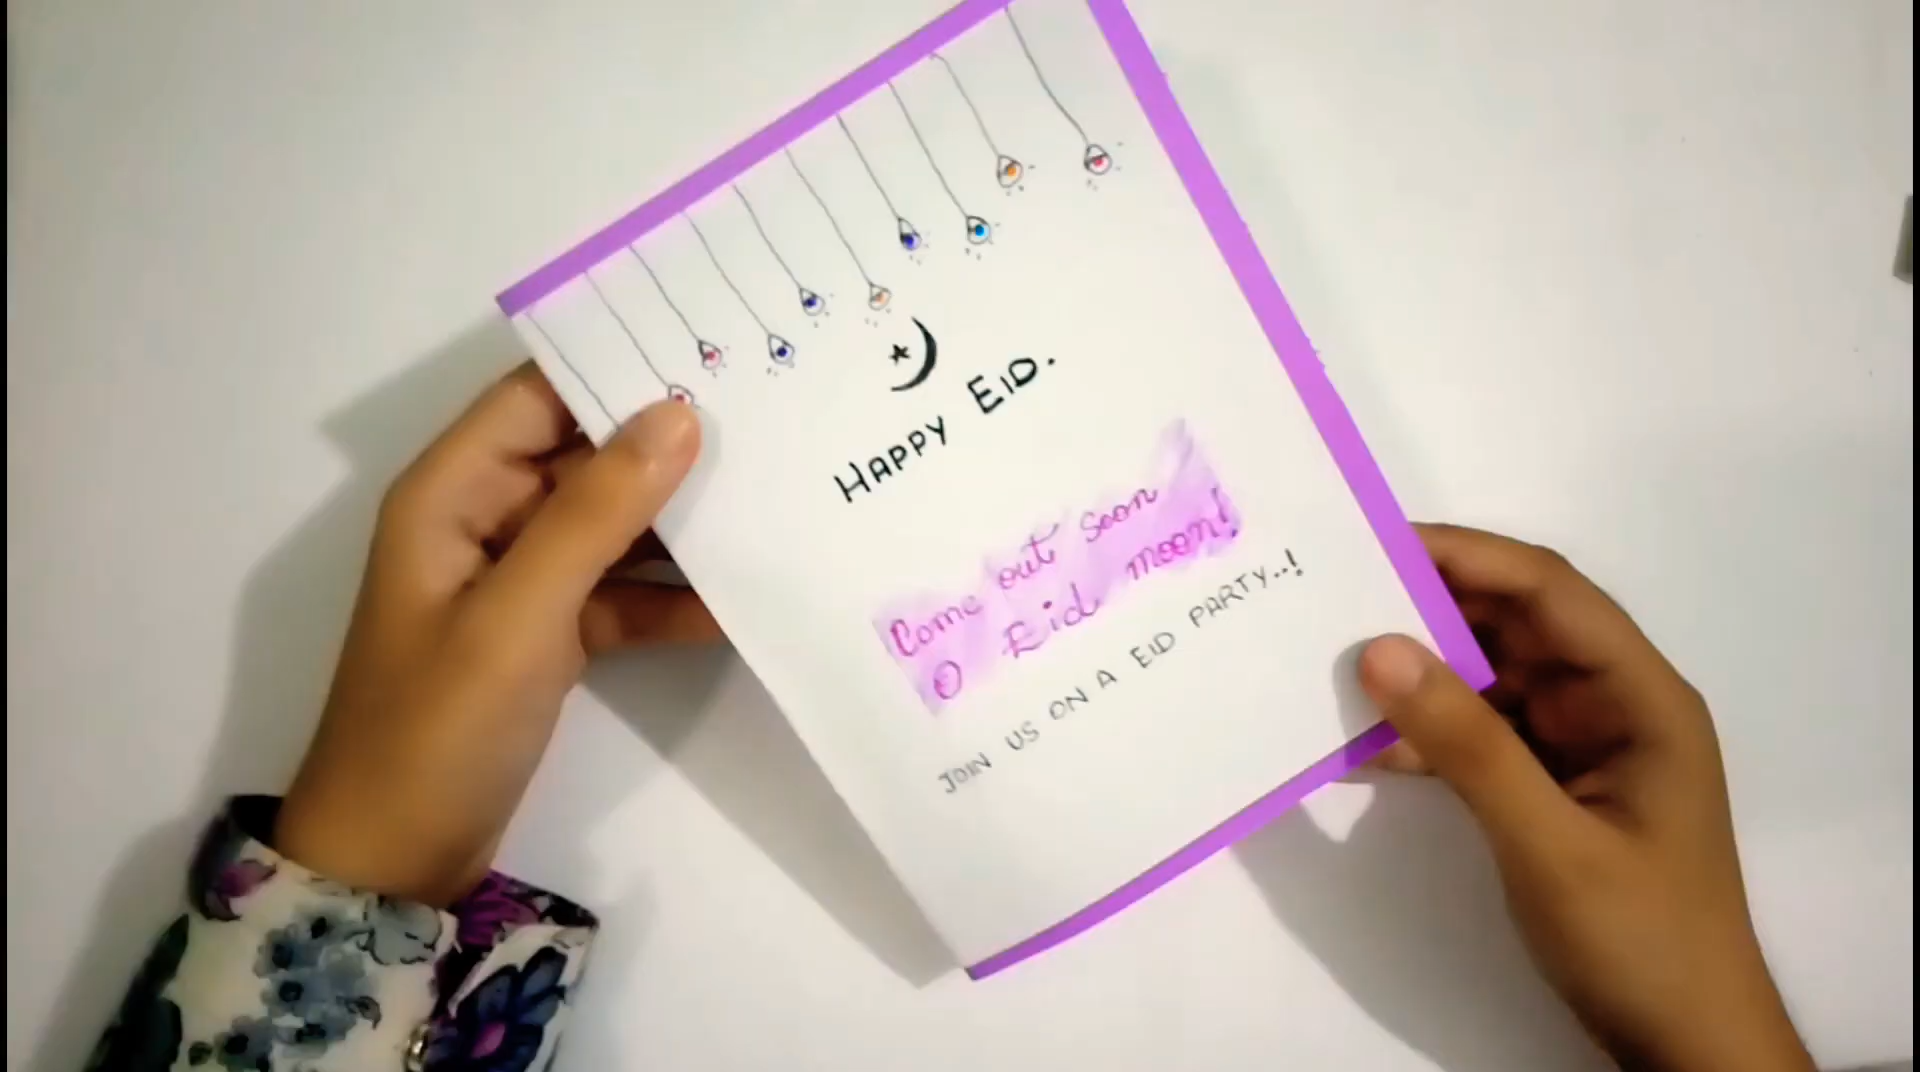 HAPPY EID.
Come out soon
O Eid moon!
JOIN US ON A EID PARTY..!